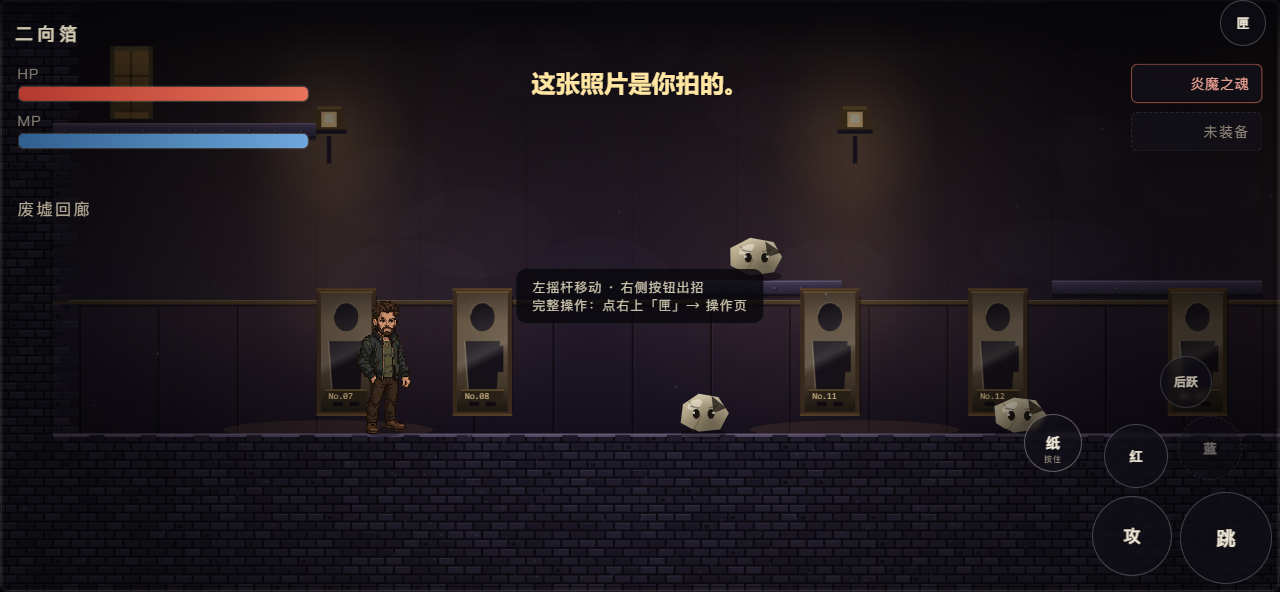 二向箔
匣
HP
这张照片是你拍的。
炎魔之魂
MP
未装备
废墟回廊
左摇杆移动 · 右侧按钮出招
完整操作：点右上「匣」→ 操作页
No.07
No.08
No.11
No.12
后跃
纸
按住
红
蓝
攻
跳